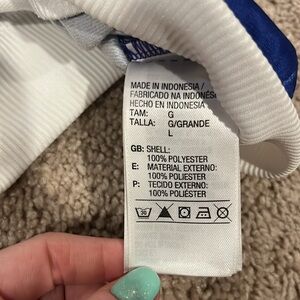 MADE IN INDONESIA /
FABRICADO NA INDONÉSIA
HECHO EN INDONESIA
TAM: G
TALLA: G/GRANDE
L
GB: SHELL:
100% POLYESTER
E: MATERIAL EXTERNO:
100% POLIESTER
P: TECIDO EXTERNO:
100% POLIÉSTER
30